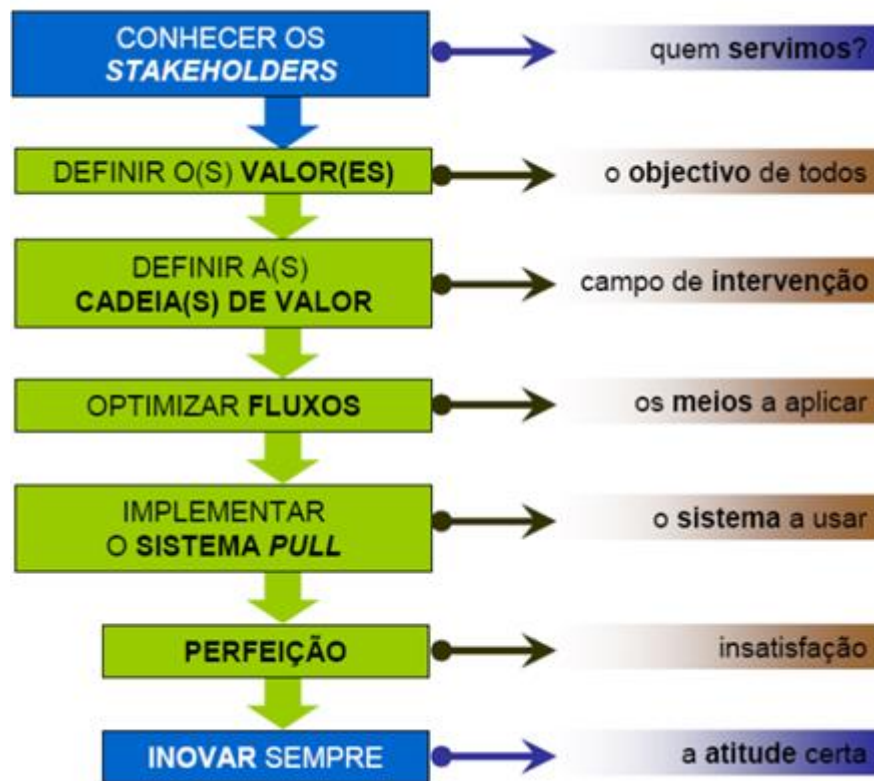 CONHECER OS
STAKEHOLDERS
quem servimos?
DEFINIR O(S) VALOR(ES)
o objectivo de todos
DEFINIR A(S)
CADEIA(S) DE VALOR
campo de intervenção
OPTIMIZAR FLUXOS
os meios a aplicar
IMPLEMENTAR
O SISTEMA PULL
o sistema a usar
PERFEIÇÃO
insatisfação
INOVAR SEMPRE
a atitude certa